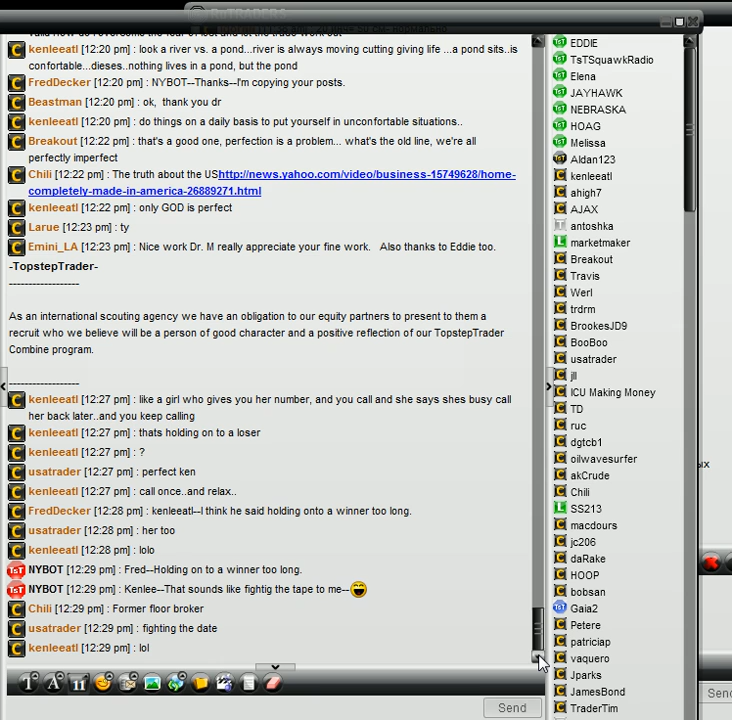 kenleeatl [12:20 pm] : look a river vs. a pond...river is always moving cutting giving life ...a pond sits..is
confortable...dieses..nothing lives in a pond, but the pond
FredDecker [12:20 pm] : NYBOT--Thanks--I'm copying your posts.
Beastman [12:20 pm] : ok, thank you dr
kenleeatl [12:20 pm] : do things on a daily basis to put yourself in unconfortable situations..
Breakout [12:22 pm] : that's a good one, perfection is a problem... what's the old line, we're all
perfectly imperfect
Chili [12:22 pm] : The truth about the UShttp://news.yahoo.com/video/business-15749628/home-
completely-made-in-america-26889271.html
kenleeatl [12:22 pm] : only GOD is perfect
Larue [12:23 pm] : ty
Emini_LA [12:23 pm] : Nice work Dr. M really appreciate your fine work. Also thanks to Eddie too.
-TopstepTrader-
------------------
As an international scouting agency we have an obligation to our equity partners to present to them a
recruit who we believe will be a person of good character and a positive reflection of our TopstepTrader
Combine program.
------------------
kenleeatl [12:27 pm] : like a girl who gives you her number, and you call and she says shes busy call
her back later..and you keep calling
kenleeatl [12:27 pm] : thats holding on to a loser
kenleeatl [12:27 pm] : ?
usatrader [12:27 pm] : perfect ken
kenleeatl [12:27 pm] : call once..and relax..
FredDecker [12:28 pm] : kenleeatl--I think he said holding onto a winner too long.
usatrader [12:28 pm] : her too
kenleeatl [12:28 pm] : lolo
NYBOT [12:29 pm] : Fred--Holding on to a winner too long.
NYBOT [12:29 pm] : Kenlee--That sounds like fightig the tape to me--
Chili [12:29 pm] : Former floor broker
usatrader [12:29 pm] : fighting the date
kenleeatl [12:29 pm] : lol
Send
EDDIE
TsTSquawkRadio
Elena
JAYHAWK
NEBRASKA
HOAG
Melissa
Aldan123
kenleeatl
ahigh7
AJAX
antoshka
marketmaker
Breakout
Travis
Werl
trdrm
BrookesJD9
BooBoo
usatrader
jll
ICU Making Money
TD
ruc
dgtcb1
oilwavesurfer
akCrude
Chili
SS213
macdours
jc206
daRake
HOOP
bobsan
Gaia2
Petere
patriciap
vaquero
Jparks
JamesBond
TraderTim
ых
Send